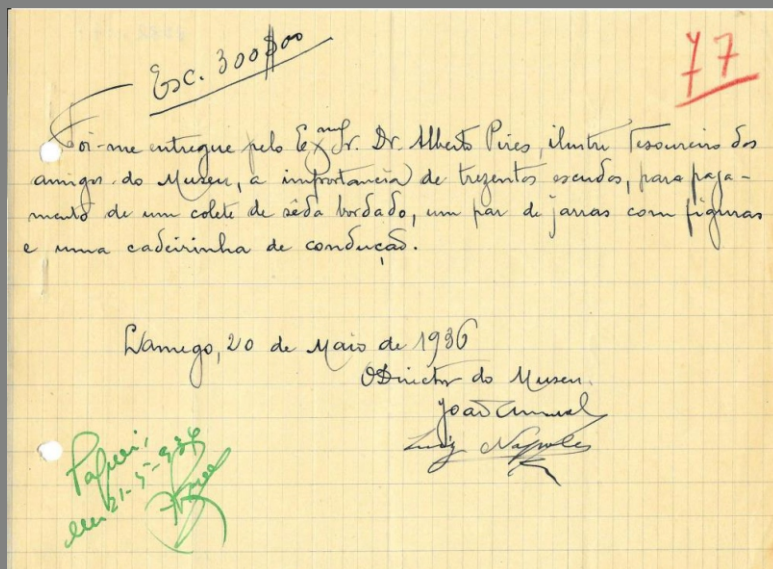 Esc. 300$00
77
Foi-me entregue pelo Ex.mo Sr. Dr. Alberto Pires, ilustre Tesoureiro dos
amigos do Museu, a importancia de trezentos escudos, para paga-
mento de um colete de sêda bordado, um par de jarras com figuras
e uma cadeirinha de condução.
Lamego, 20 de Maio de 1936
O Director do Museu.
João Amaral
Luiz Napoles
Paguei,
em 21-5-936